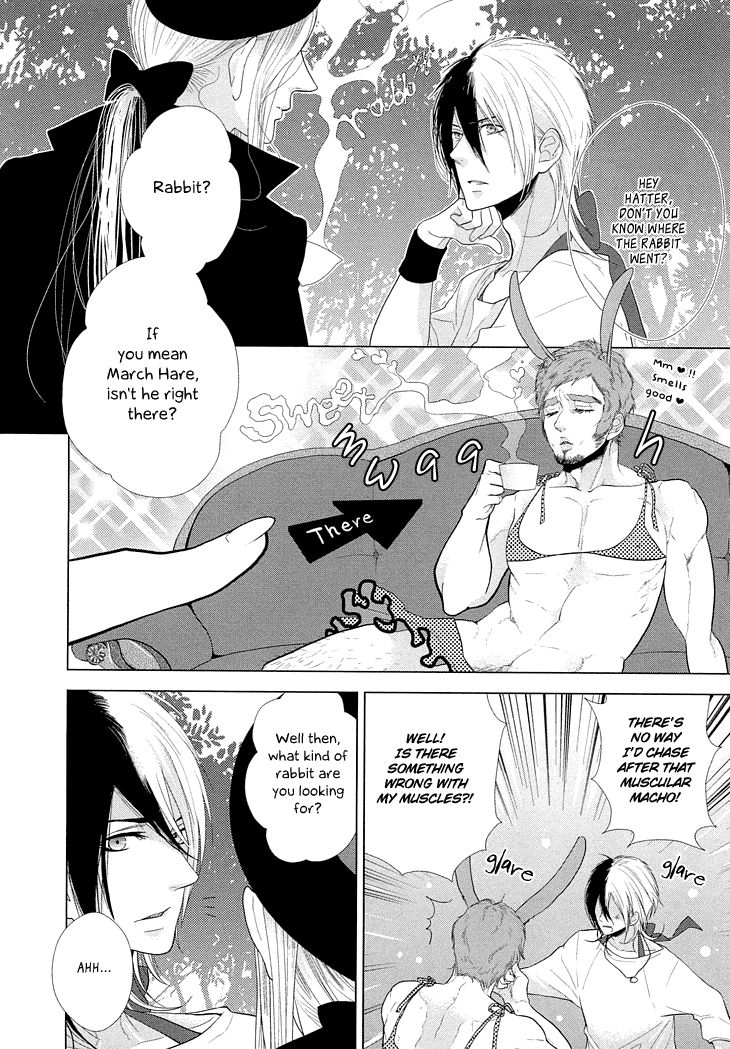 HEY
HATTER,
DON'T YOU
KNOW WHERE
THE RABBIT
WENT?
Rabbit?
If
you mean
March Hare,
isn't he right
there?
Mm ♥!!
Smells
good ♥
Sweet
mwaa
h
There
THERE'S
NO WAY
I'D CHASE
AFTER THAT
MUSCULAR
MACHO!
WELL!
IS THERE
SOMETHING
WRONG WITH
MY MUSCLES?!
glare
glare
Well then,
what kind of
rabbit are
you looking
for?
AHH...